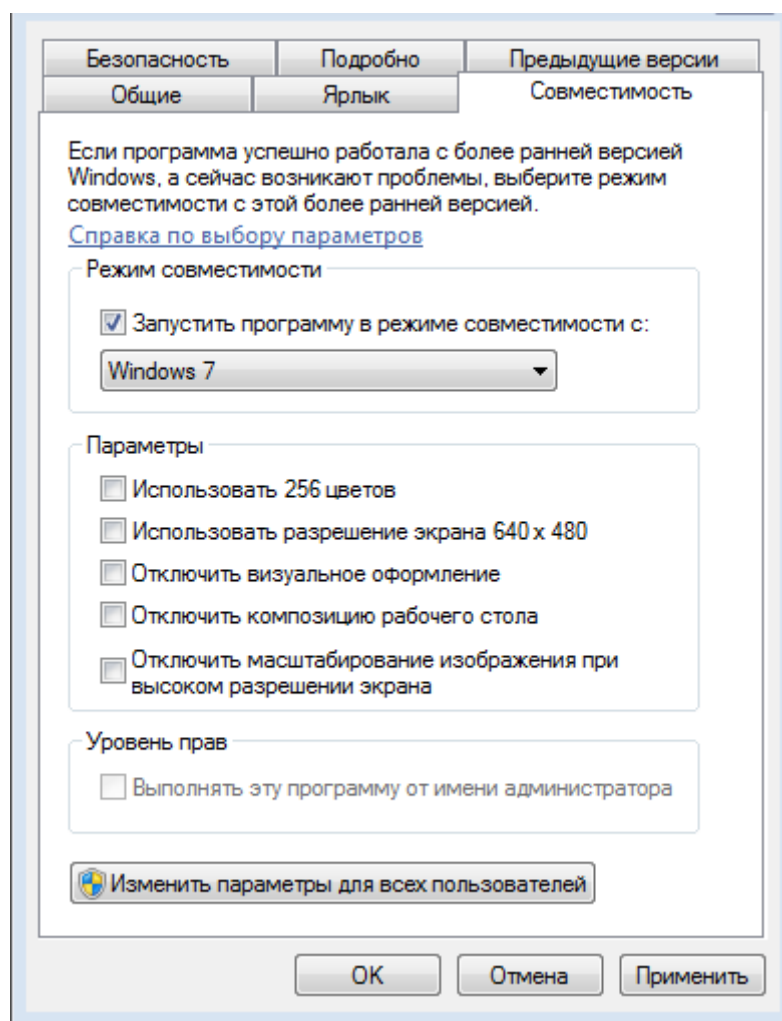 Безопасность
Подробно
Предыдущие версии
Общие
Ярлык
Совместимость
Если программа успешно работала с более ранней версией
Windows, а сейчас возникают проблемы, выберите режим
совместимости с этой более ранней версией.
Справка по выбору параметров
Режим совместимости
Запустить программу в режиме совместимости с:
Windows 7
Параметры
Использовать 256 цветов
Использовать разрешение экрана 640 x 480
Отключить визуальное оформление
Отключить композицию рабочего стола
Отключить масштабирование изображения при
высоком разрешении экрана
Уровень прав
Выполнять эту программу от имени администратора
Изменить параметры для всех пользователей
OK
Отмена
Применить